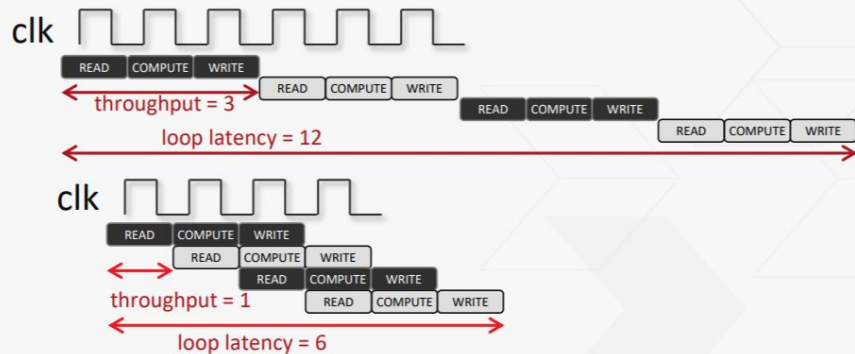 clk
READ COMPUTE WRITE
READ COMPUTE WRITE
throughput = 3
READ COMPUTE WRITE
READ COMPUTE WRITE
loop latency = 12
clk
READ COMPUTE WRITE
READ COMPUTE WRITE
READ COMPUTE WRITE
throughput = 1
READ COMPUTE WRITE
loop latency = 6